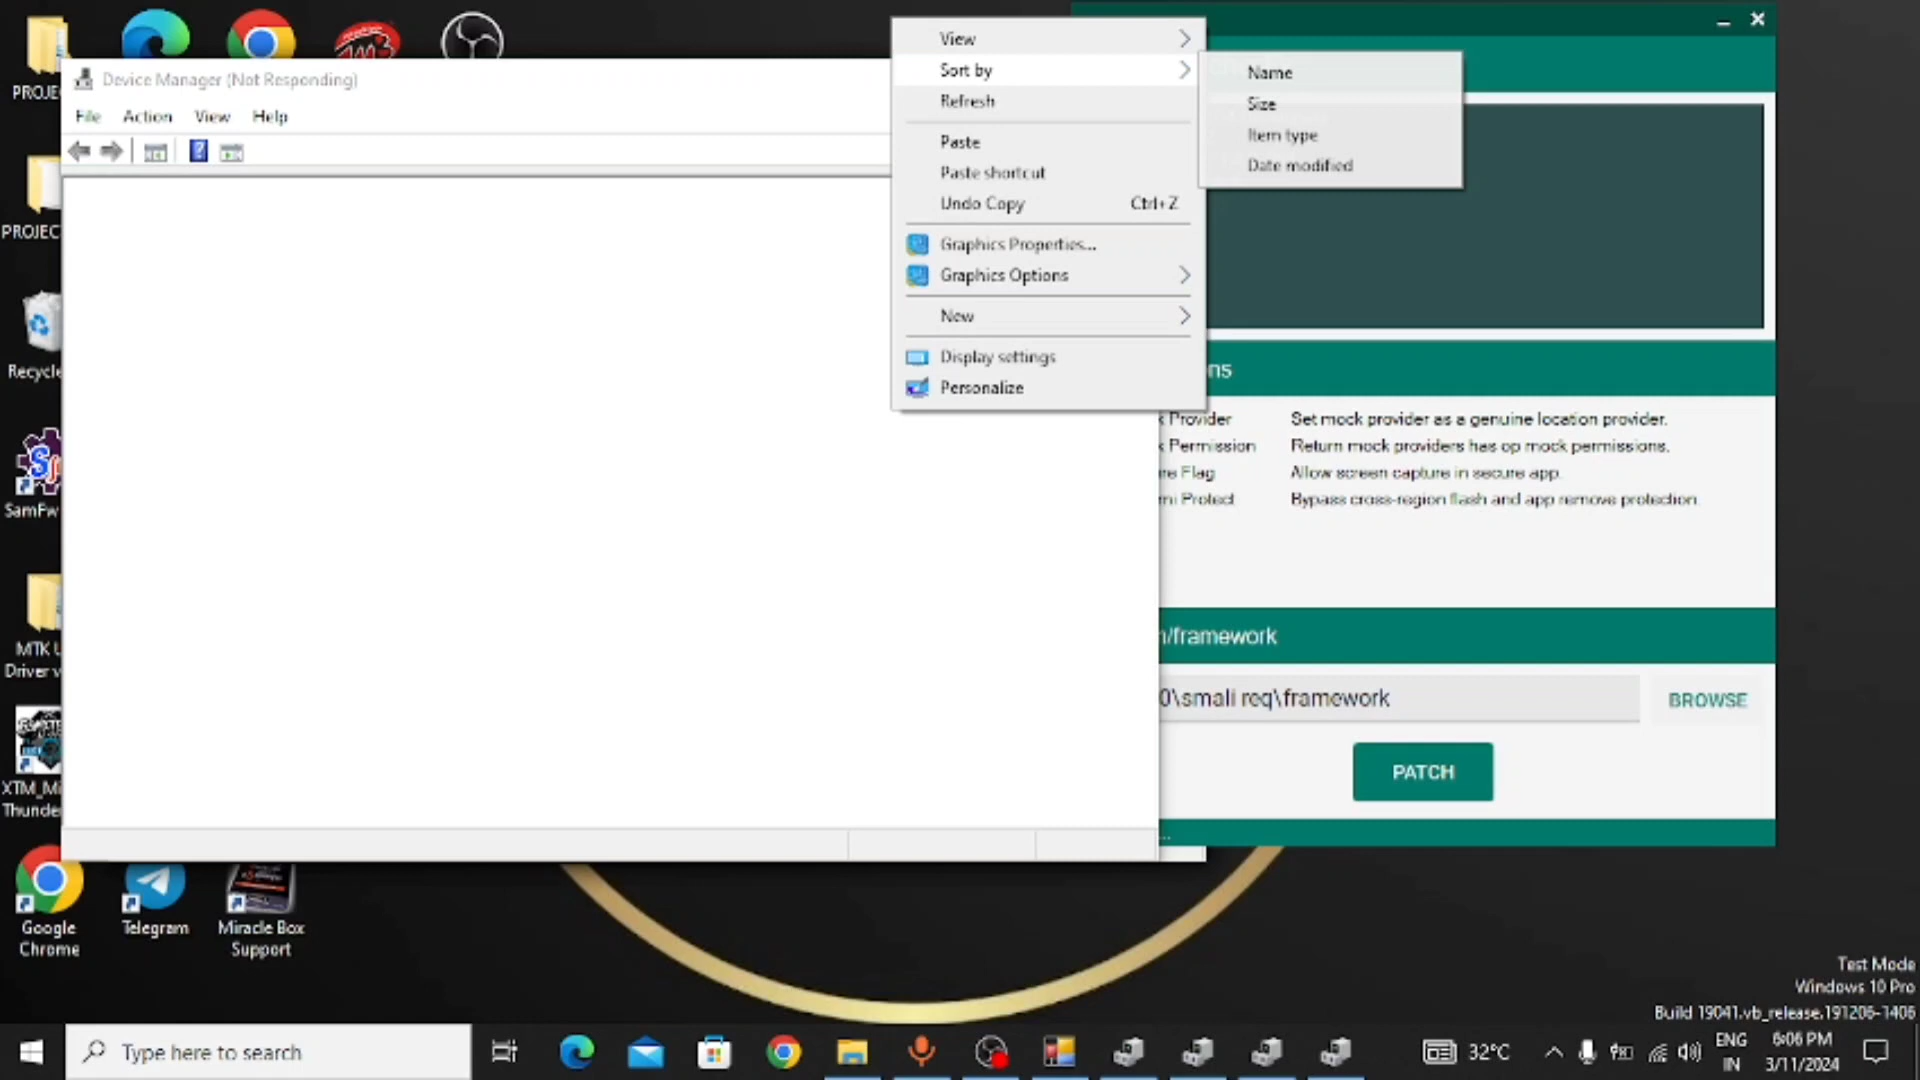 PROJE
Device Manager (Not Responding)
File Action View Help
View
Sort by
Refresh
Paste
Paste shortcut
Undo Copy Ctrl+Z
Graphics Properties...
Graphics Options
New
Display settings
Personalize
Name
Size
Item type
Date modified
PROJEC
Recycle
SamFw
MTK U
Driver v
XTM_Mi
Thunde
ns
k Provider Set mock provider as a genuine location provider.
k Permission Return mock providers has op mock permissions.
re Flag Allow screen capture in secure app.
mi Protect Bypass cross-region flash and app remove protection.
n/framework
0\smali req\framework BROWSE
PATCH
Google
Chrome
Telegram
Miracle Box
Support
Test Mode
Windows 10 Pro
Build 19041.vb_release.191206-1406
Type here to search
32°C
ENG
IN
6:06 PM
3/11/2024